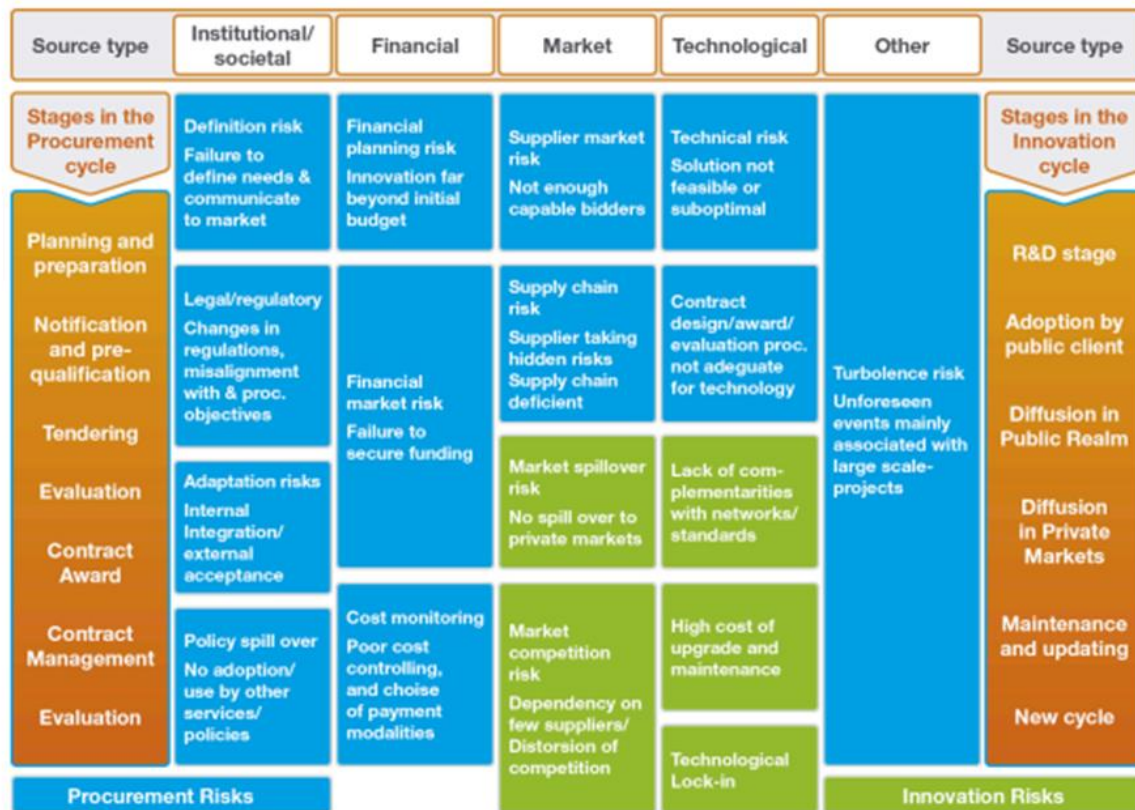 Source type
Institutional/
societal
Financial
Market
Technological
Other
Source type
Stages in the
Procurement
cycle
Planning and
preparation
Notification
and pre-
qualification
Tendering
Evaluation
Contract
Award
Contract
Management
Evaluation
Definition risk
Failure to
define needs &
communicate
to market
Legal/regulatory
Changes in
regulations,
misalignment
with & proc.
objectives
Adaptation risks
Internal
Integration/
external
acceptance
Policy spill over
No adoption/
use by other
services/
policies
Financial
planning risk
Innovation far
beyond initial
budget
Financial
market risk
Failure to
secure funding
Cost monitoring
Poor cost
controlling,
and choise
of payment
modalities
Supplier market
risk
Not enough
capable bidders
Supply chain
risk
Supplier taking
hidden risks
Supply chain
deficient
Market spillover
risk
No spill over to
private markets
Market
competition
risk
Dependency on
few suppliers/
Distorsion of
competition
Technical risk
Solution not
feasible or
suboptimal
Contract
design/award/
evaluation proc.
not adequate
for technology
Lack of com-
plementarities
with networks/
standards
High cost of
upgrade and
maintenance
Technological
Lock-in
Turbolence risk
Unforeseen
events mainly
associated with
large scale-
projects
Stages in the
Innovation
cycle
R&D stage
Adoption by
public client
Diffusion in
Public Realm
Diffusion
in Private
Markets
Maintenance
and updating
New cycle
Procurement Risks
Innovation Risks